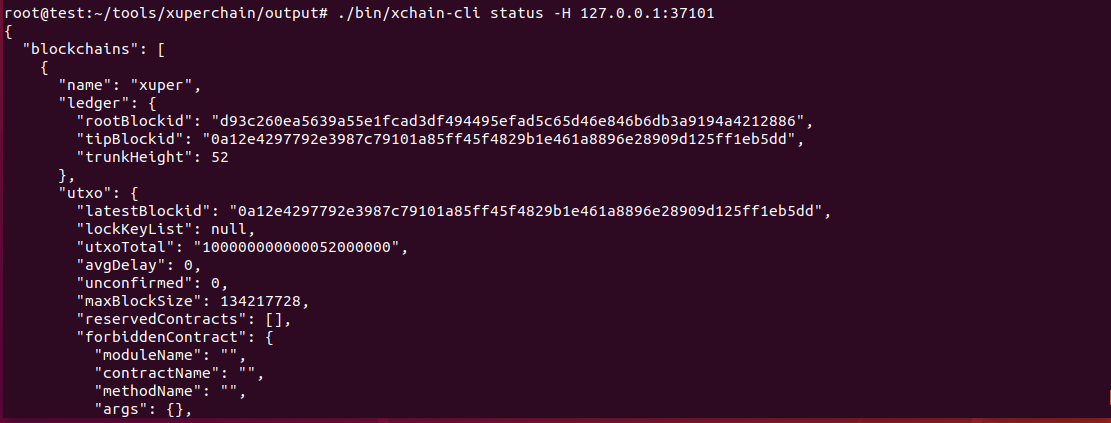 root@test:~/tools/xuperchain/output# ./bin/xchain-cli status -H 127.0.0.1:37101
{
  "blockchains": [
    {
      "name": "xuper",
      "ledger": {
        "rootBlockid": "d93c260ea5639a55e1fcad3df494495efad5c65d46e846b6db3a9194a4212886",
        "tipBlockid": "0a12e4297792e3987c79101a85ff45f4829b1e461a8896e28909d125ff1eb5dd",
        "trunkHeight": 52
      },
      "utxo": {
        "latestBlockid": "0a12e4297792e3987c79101a85ff45f4829b1e461a8896e28909d125ff1eb5dd",
        "lockKeyList": null,
        "utxoTotal": "100000000000052000000",
        "avgDelay": 0,
        "unconfirmed": 0,
        "maxBlockSize": 134217728,
        "reservedContracts": [],
        "forbiddenContract": {
          "moduleName": "",
          "contractName": "",
          "methodName": "",
          "args": {},